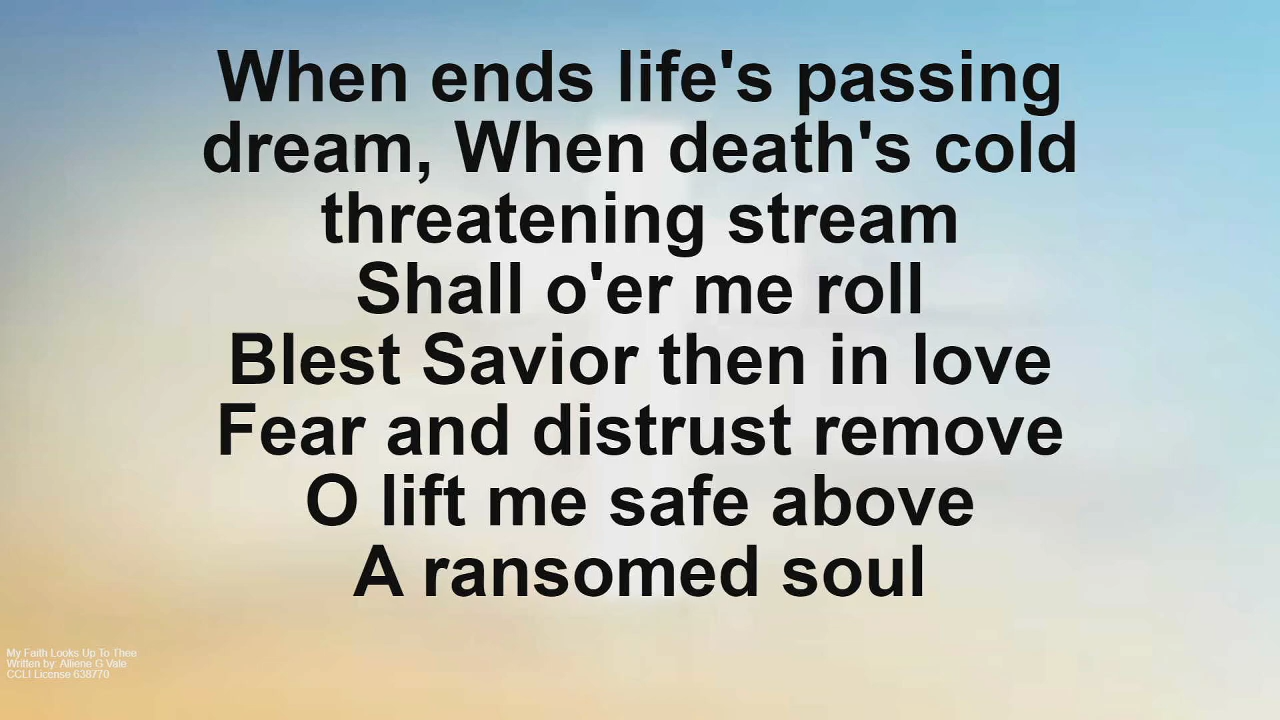 When ends life's passing
dream, When death's cold
threatening stream
Shall o'er me roll
Blest Savior then in love
Fear and distrust remove
O lift me safe above
A ransomed soul
My Faith Looks Up To Thee
Written by: Alliene G Vale
CCLI License 638770